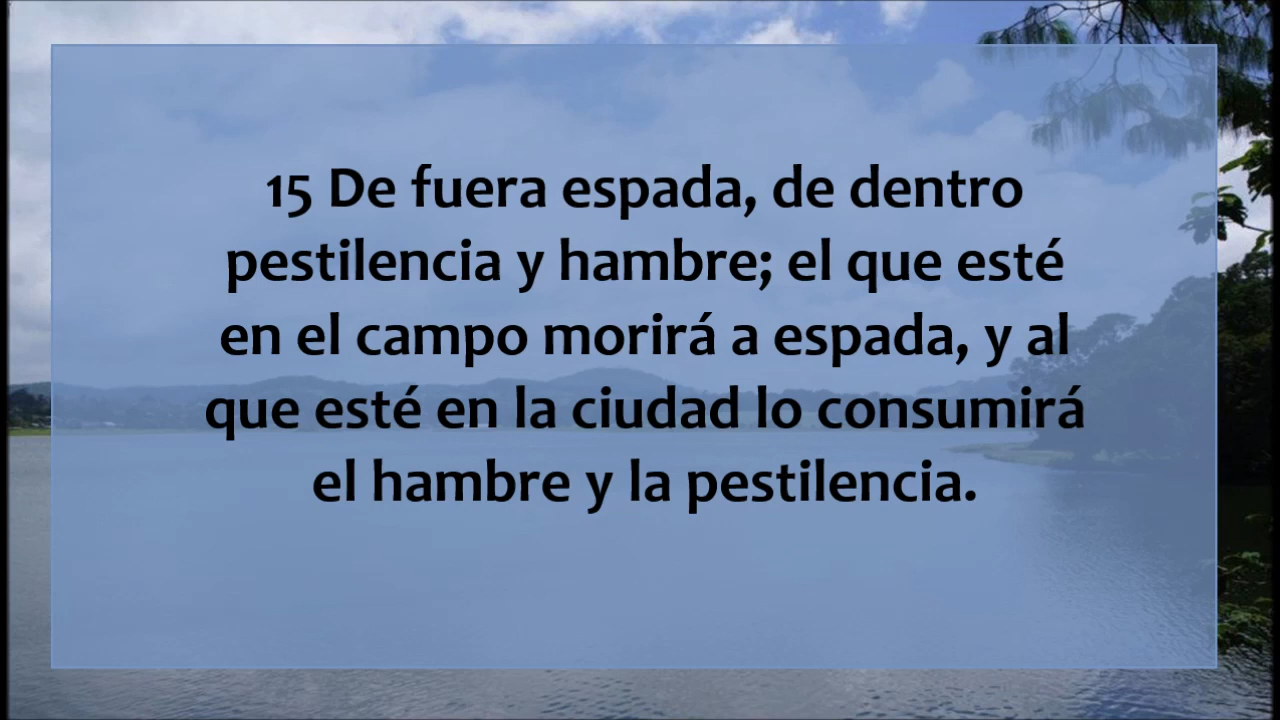 15 De fuera espada, de dentro
pestilencia y hambre; el que esté
en el campo morirá a espada, y al
que esté en la ciudad lo consumirá
el hambre y la pestilencia.